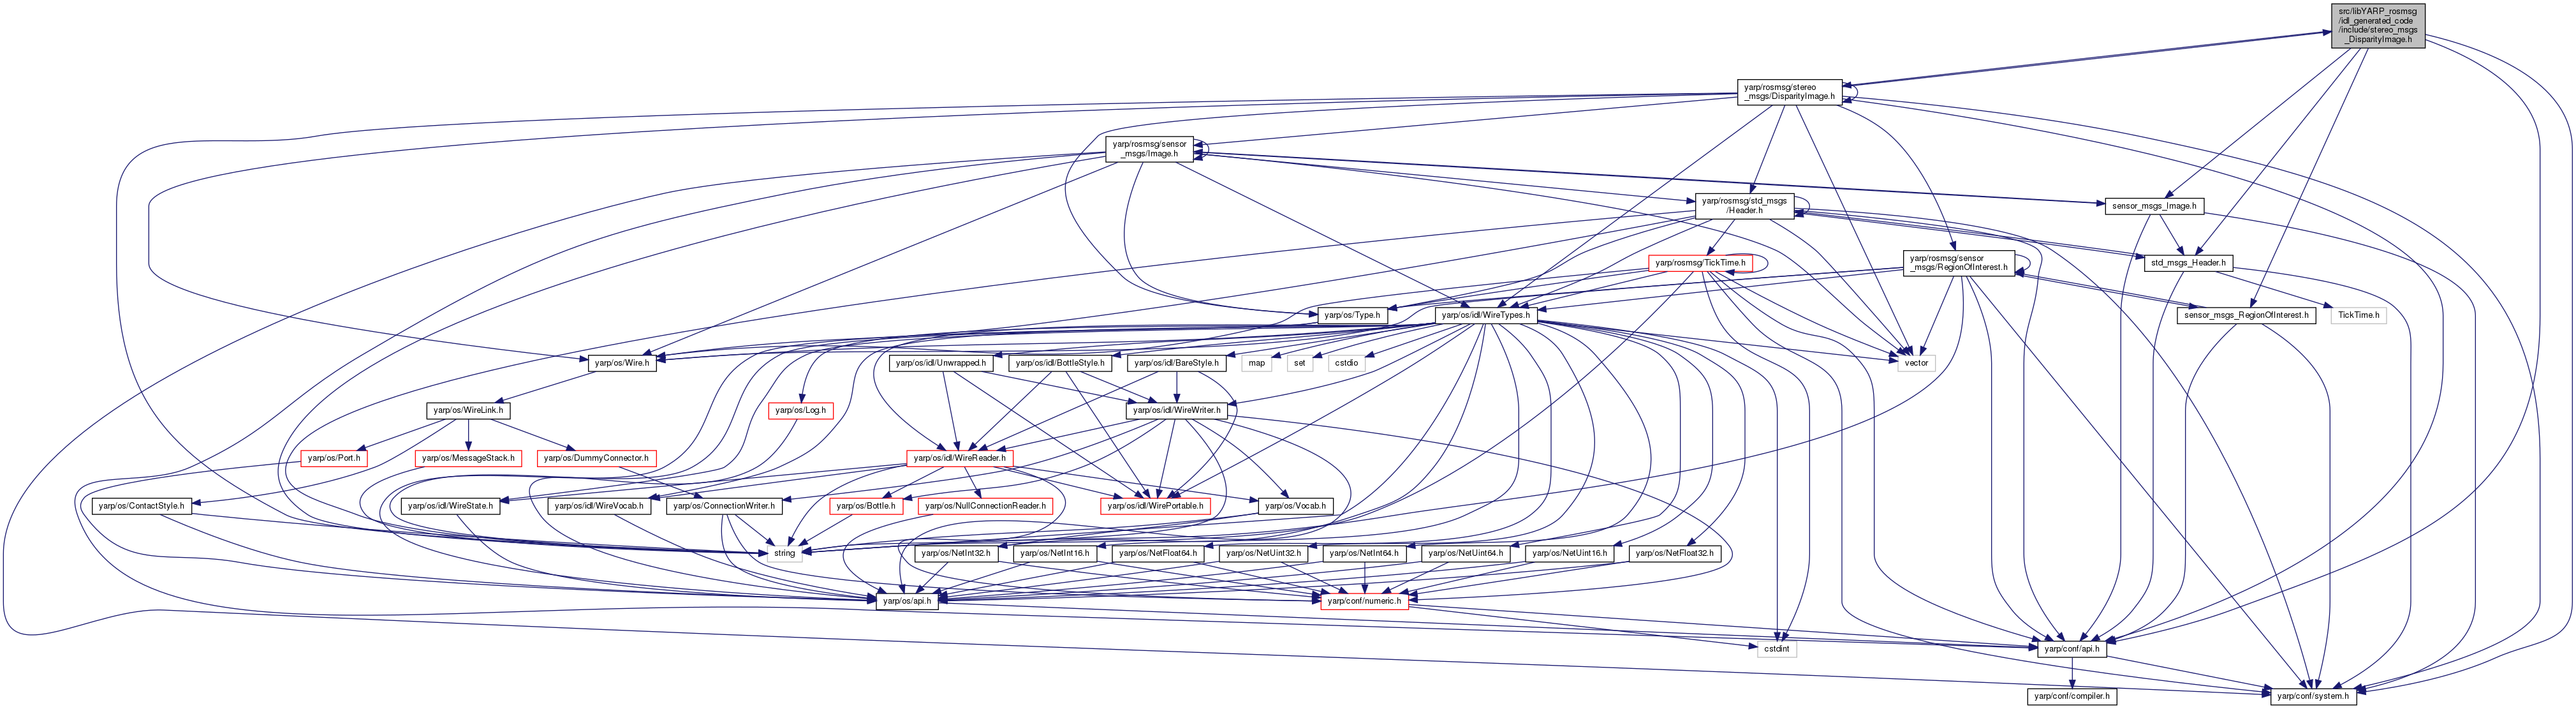 src/libYARP_rosmsg
/idl_generated_code
/include/stereo_msgs
_DisparityImage.h
yarp/rosmsg/stereo
_msgs/DisparityImage.h
yarp/rosmsg/sensor
_msgs/Image.h
yarp/rosmsg/std_msgs
/Header.h
sensor_msgs_Image.h
yarp/rosmsg/TickTime.h
yarp/rosmsg/sensor
_msgs/RegionOfInterest.h
std_msgs_Header.h
yarp/os/Type.h
yarp/os/idl/WireTypes.h
sensor_msgs_RegionOfInterest.h
TickTime.h
yarp/os/Wire.h
yarp/os/idl/Unwrapped.h
yarp/os/idl/BottleStyle.h
yarp/os/idl/BareStyle.h
map
set
cstdio
vector
yarp/os/WireLink.h
yarp/os/Log.h
yarp/os/idl/WireWriter.h
yarp/os/Port.h
yarp/os/MessageStack.h
yarp/os/DummyConnector.h
yarp/os/idl/WireReader.h
yarp/os/ContactStyle.h
yarp/os/idl/WireState.h
yarp/os/idl/WireVocab.h
yarp/os/ConnectionWriter.h
yarp/os/Bottle.h
yarp/os/NullConnectionReader.h
yarp/os/idl/WirePortable.h
yarp/os/Vocab.h
string
yarp/os/NetInt32.h
yarp/os/NetInt16.h
yarp/os/NetFloat64.h
yarp/os/NetUint32.h
yarp/os/NetInt64.h
yarp/os/NetUint64.h
yarp/os/NetUint16.h
yarp/os/NetFloat32.h
yarp/os/api.h
yarp/conf/numeric.h
cstdint
yarp/conf/api.h
yarp/conf/compiler.h
yarp/conf/system.h